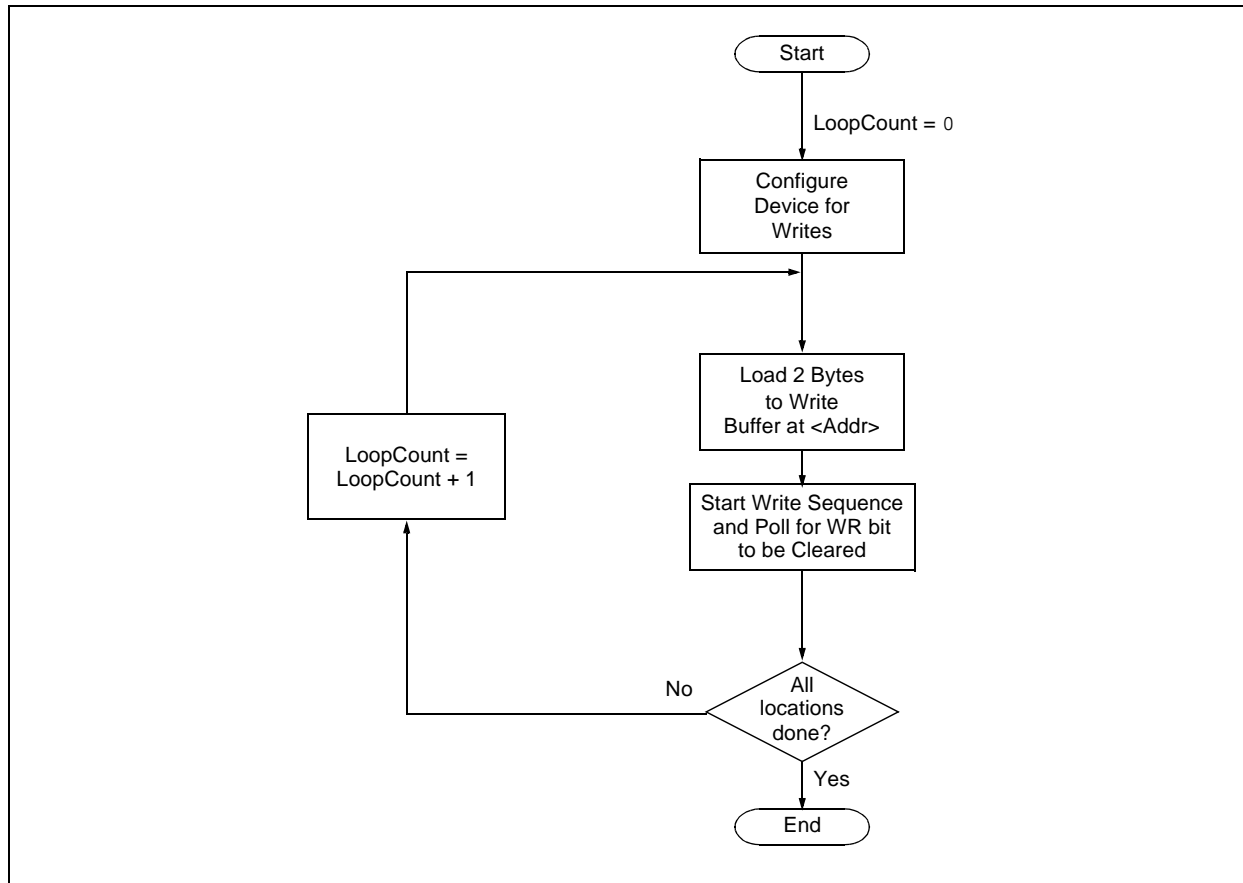 Start
LoopCount = 0
Configure
Device for
Writes
Load 2 Bytes
to Write
Buffer at <Addr>
LoopCount =
LoopCount + 1
Start Write Sequence
and Poll for WR bit
to be Cleared
No
All
locations
done?
Yes
End